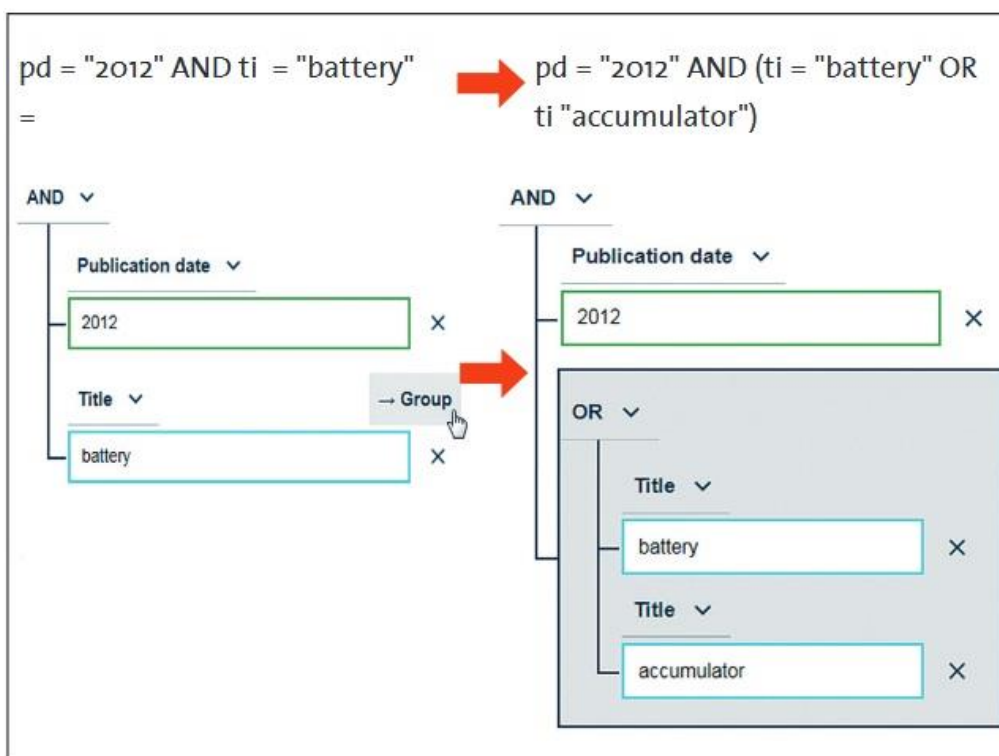 pd = "2012" AND ti = "battery"
=
pd = "2012" AND (ti = "battery" OR
ti "accumulator")
AND
Publication date
2012
Title
→ Group
battery
AND
Publication date
2012
OR
Title
battery
Title
accumulator